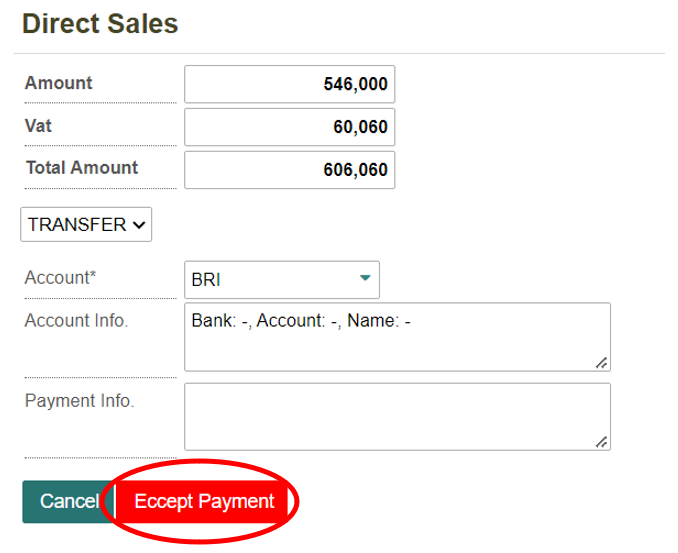 Direct Sales
Amount 546,000
Vat 60,060
Total Amount 606,060
TRANSFER
Account* BRI
Account Info. Bank: -, Account: -, Name: -
Payment Info.
Cancel Eccept Payment